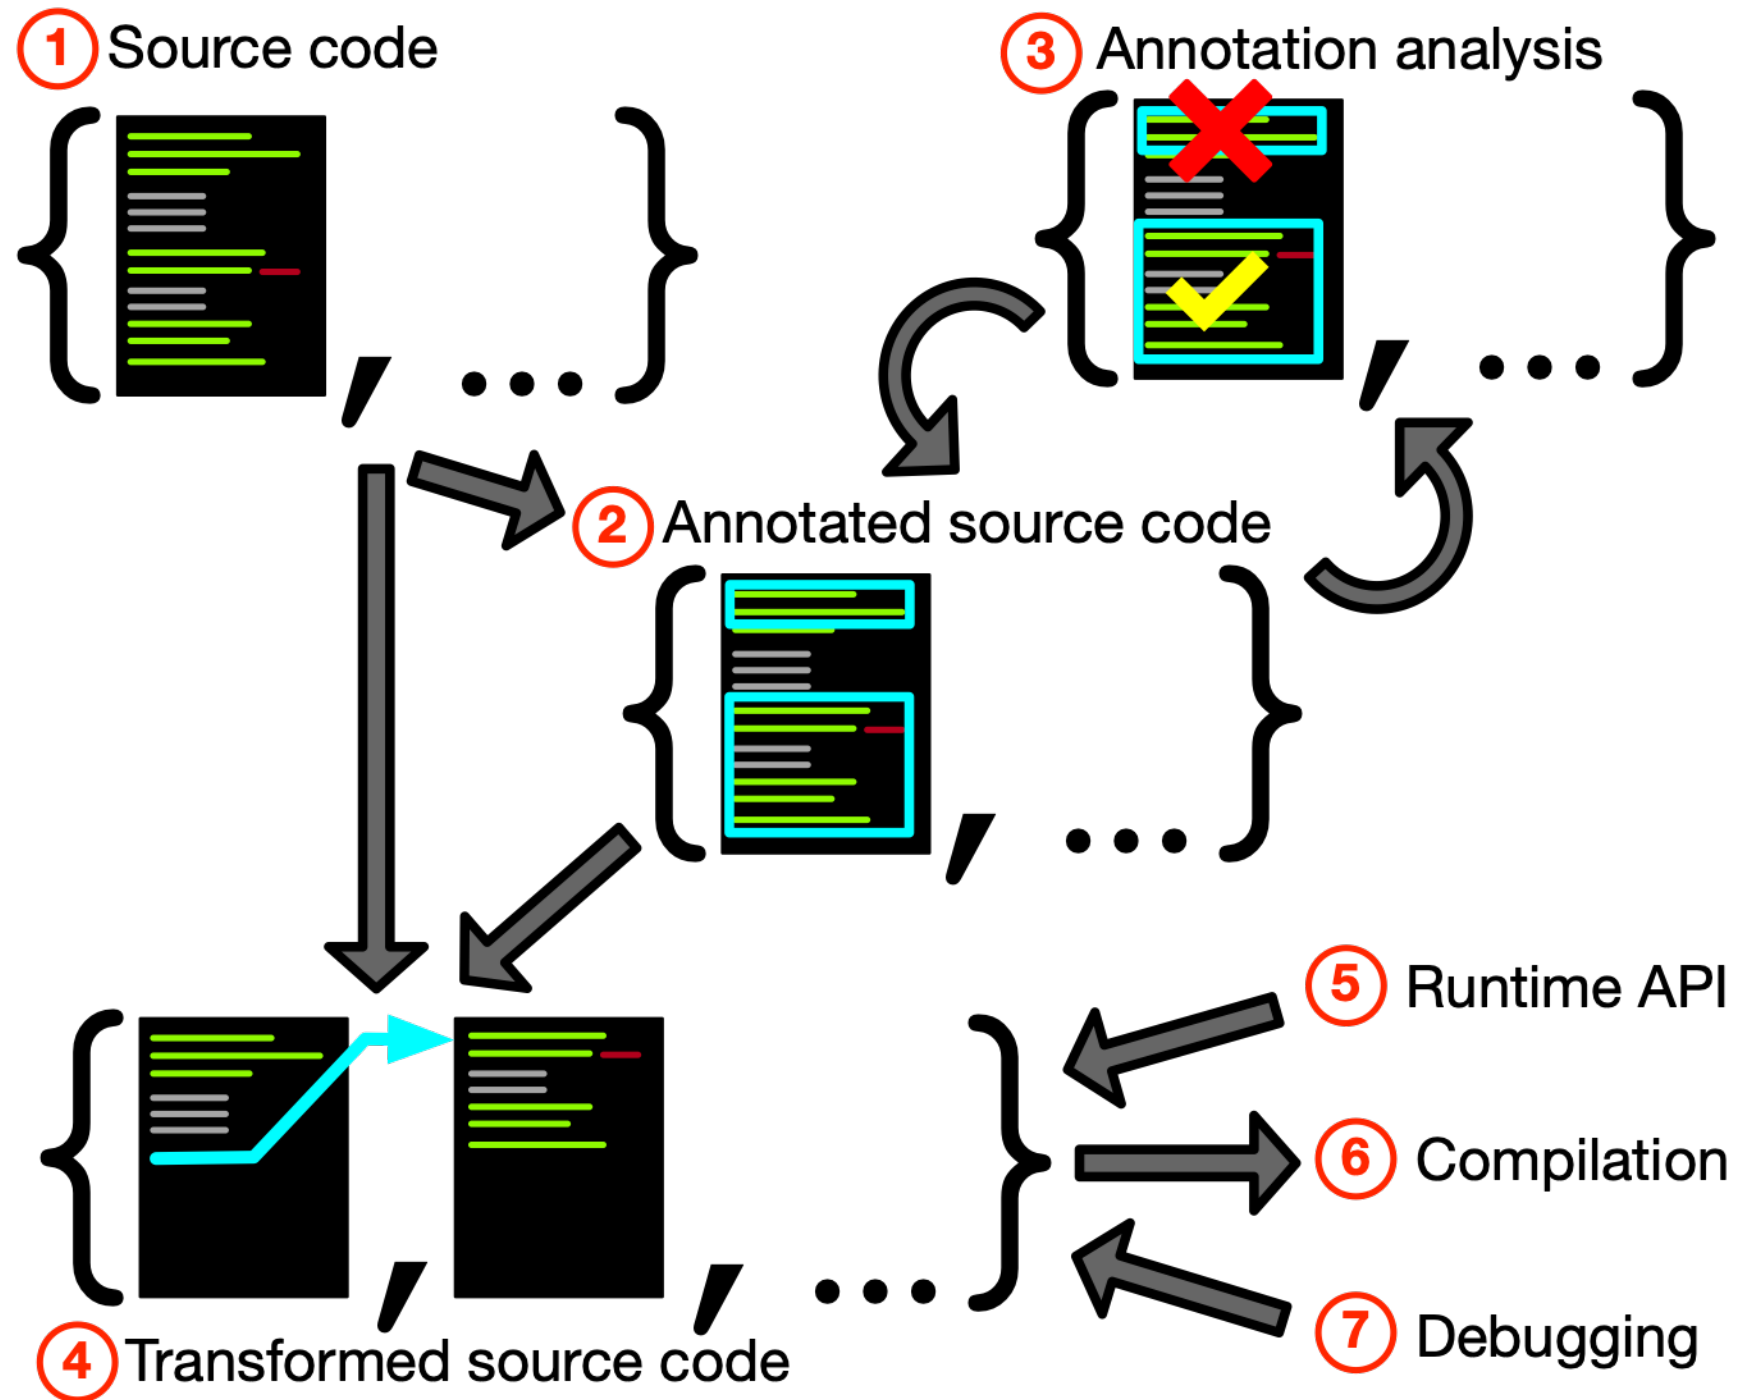 1 Source code
3 Annotation analysis
{ , ... }
{ , ... }
2 Annotated source code
{ , ... }
{ , , ... }
5 Runtime API
6 Compilation
7 Debugging
4 Transformed source code